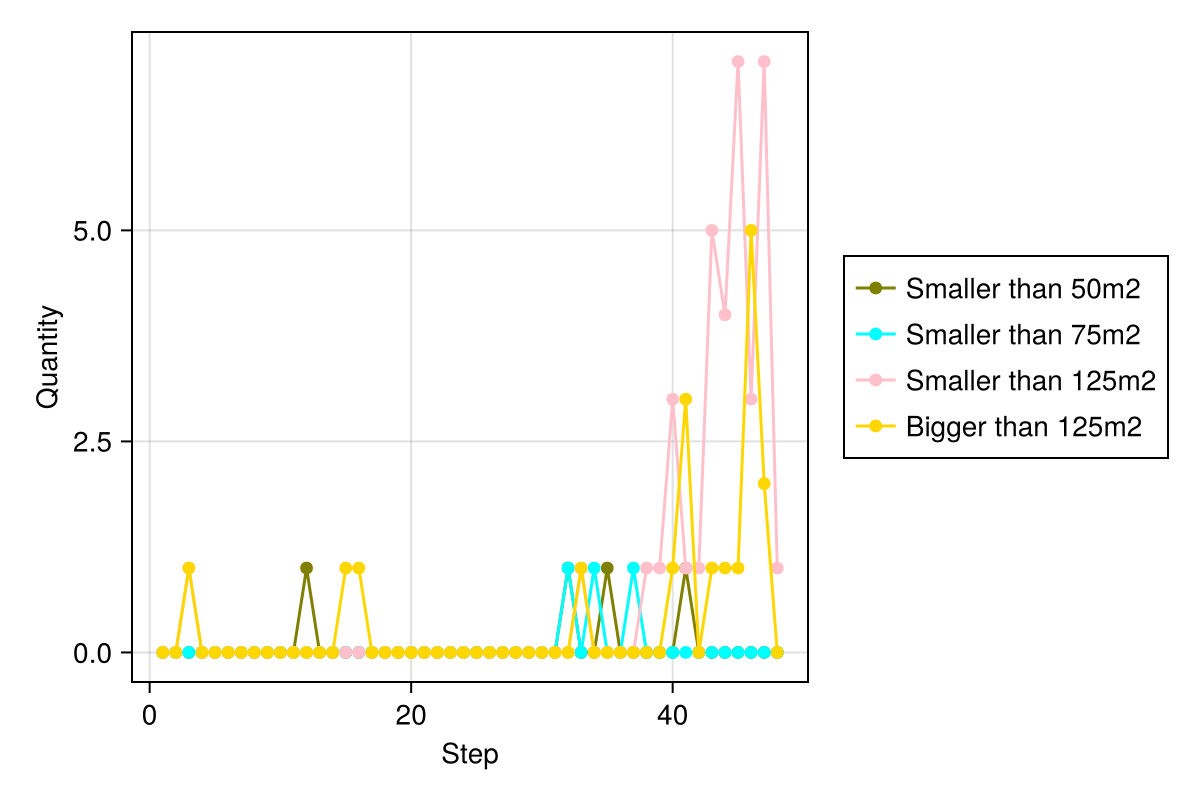 5.0
2.5
0.0
Quantity
0
20
40
Step
Smaller than 50m2
Smaller than 75m2
Smaller than 125m2
Bigger than 125m2